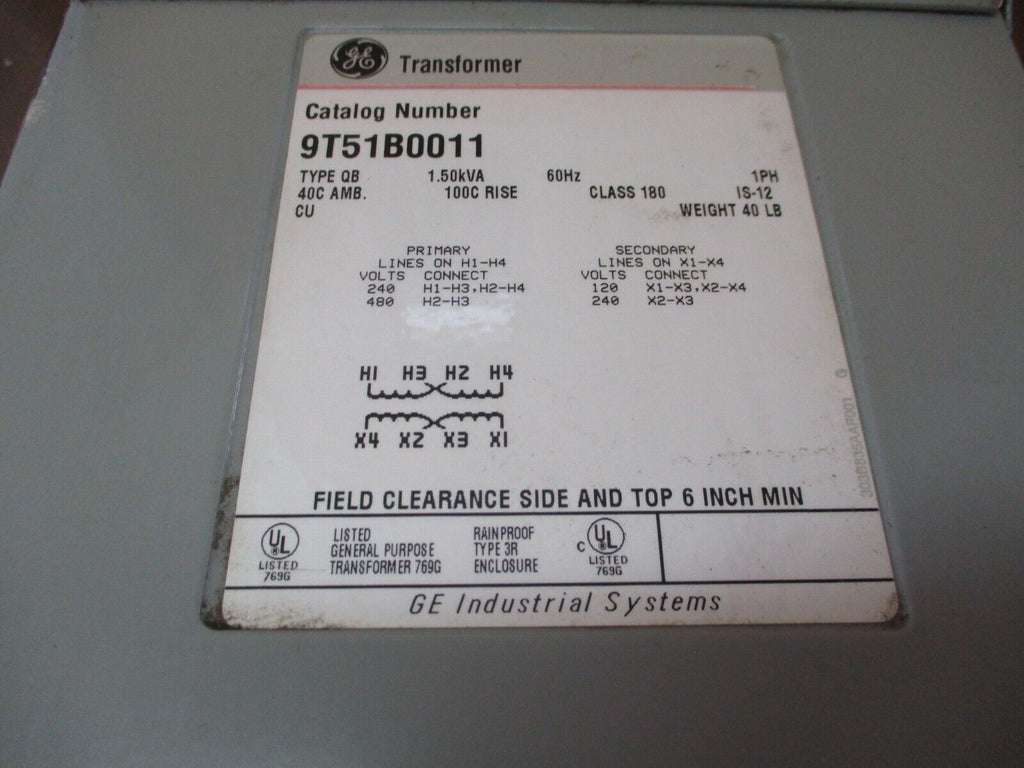 GE Transformer
Catalog Number
9T51B0011
TYPE QB 1.50kVA 60Hz 1PH
40C AMB. 100C RISE CLASS 180 IS-12
CU WEIGHT 40 LB
PRIMARY SECONDARY
LINES ON H1-H4 LINES ON X1-X4
VOLTS CONNECT VOLTS CONNECT
240 H1-H3,H2-H4 120 X1-X3,X2-X4
480 H2-H3 240 X2-X3
H1 H3 H2 H4
X4 X2 X3 X1
303B835AAP001 G
FIELD CLEARANCE SIDE AND TOP 6 INCH MIN
UL LISTED 769G
LISTED
GENERAL PURPOSE
TRANSFORMER 769G
RAINPROOF
TYPE 3R
ENCLOSURE
C UL LISTED 769G
GE Industrial Systems